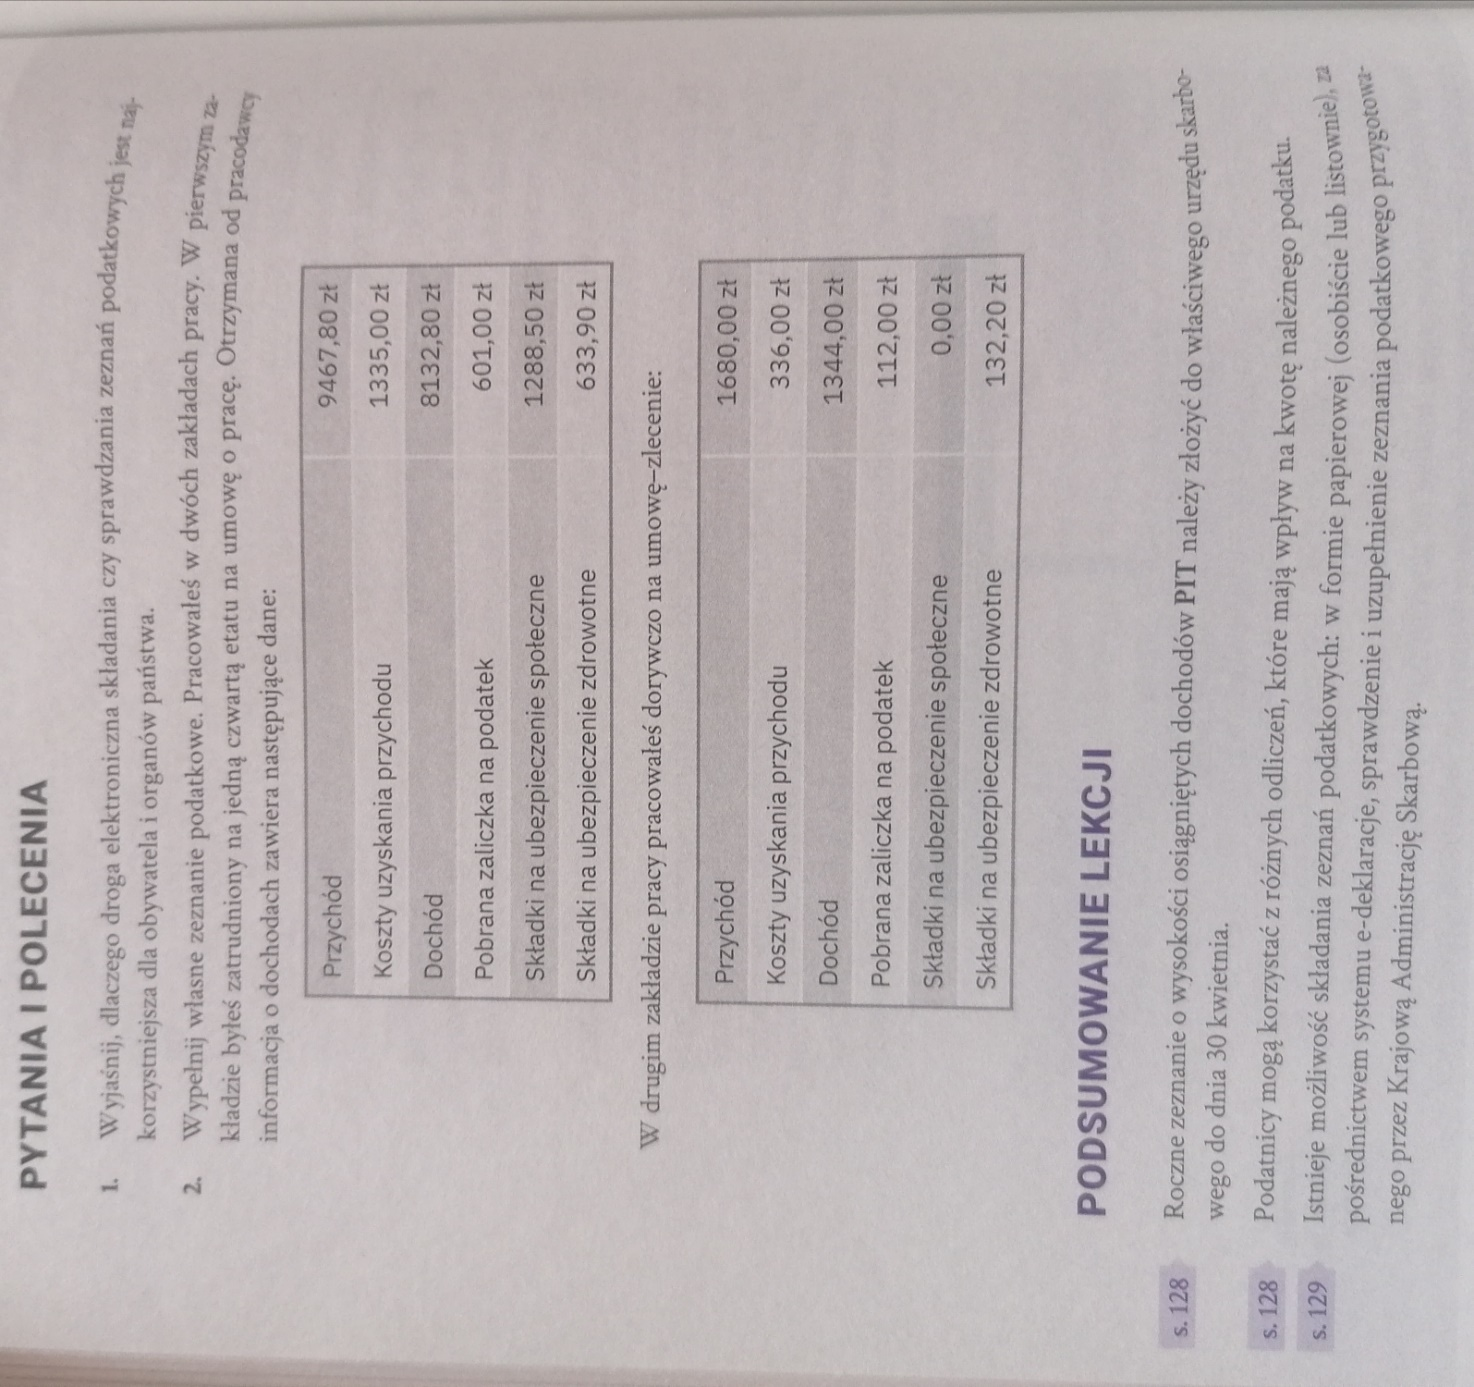 PYTANIA I POLECENIA
1. Wyjaśnij, dlaczego droga elektroniczna składania czy sprawdzania zeznań podatkowych jest naj-
korzystniejsza dla obywatela i organów państwa.
2. Wypełnij własne zeznanie podatkowe. Pracowałeś w dwóch zakładach pracy. W pierwszym za-
kładzie byłeś zatrudniony na jedną czwartą etatu na umowę o pracę. Otrzymana od pracodawcy
informacja o dochodach zawiera następujące dane:
Przychód 9467,80 zł
Koszty uzyskania przychodu 1335,00 zł
Dochód 8132,80 zł
Pobrana zaliczka na podatek 601,00 zł
Składki na ubezpieczenie społeczne 1288,50 zł
Składki na ubezpieczenie zdrowotne 633,90 zł
W drugim zakładzie pracy pracowałeś dorywczo na umowę–zlecenie:
Przychód 1680,00 zł
Koszty uzyskania przychodu 336,00 zł
Dochód 1344,00 zł
Pobrana zaliczka na podatek 112,00 zł
Składki na ubezpieczenie społeczne 0,00 zł
Składki na ubezpieczenie zdrowotne 132,20 zł
PODSUMOWANIE LEKCJI
s. 128 Roczne zeznanie o wysokości osiągniętych dochodów PIT należy złożyć do właściwego urzędu skarbo-
wego do dnia 30 kwietnia.
s. 128 Podatnicy mogą korzystać z różnych odliczeń, które mają wpływ na kwotę należnego podatku.
s. 129 Istnieje możliwość składania zeznań podatkowych: w formie papierowej (osobiście lub listownie), za
pośrednictwem systemu e-deklaracje, sprawdzenie i uzupełnienie zeznania podatkowego przygotowa-
nego przez Krajową Administrację Skarbową.